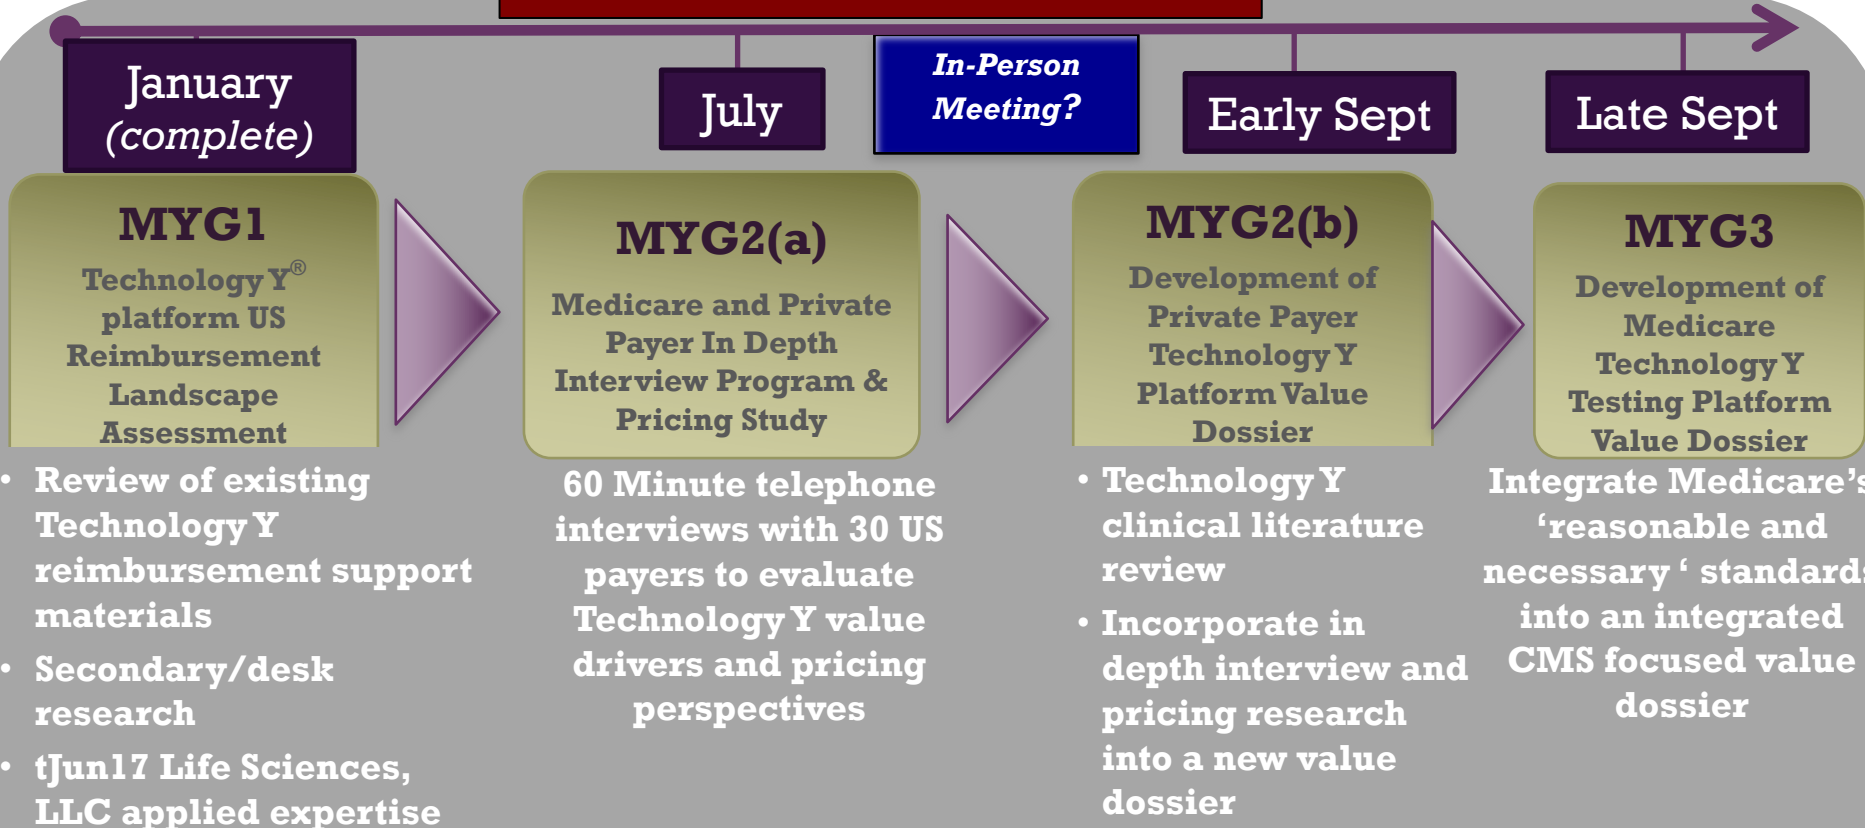 January
(complete)
July
In-Person
Meeting?
Early Sept
Late Sept
MYG1
Technology Y®
platform US
Reimbursement
Landscape
Assessment
MYG2(a)
Medicare and Private
Payer In Depth
Interview Program &
Pricing Study
MYG2(b)
Development of
Private Payer
Technology Y
Platform Value
Dossier
MYG3
Development of
Medicare
Technology Y
Testing Platform
Value Dossier
• Review of existing
Technology Y
reimbursement support
materials
• Secondary/desk
research
• tJun17 Life Sciences,
LLC applied expertise
60 Minute telephone
interviews with 30 US
payers to evaluate
Technology Y value
drivers and pricing
perspectives
• Technology Y
clinical literature
review
• Incorporate in
depth interview and
pricing research
into a new value
dossier
Integrate Medicare's
‘reasonable and
necessary ‘ standards
into an integrated
CMS focused value
dossier